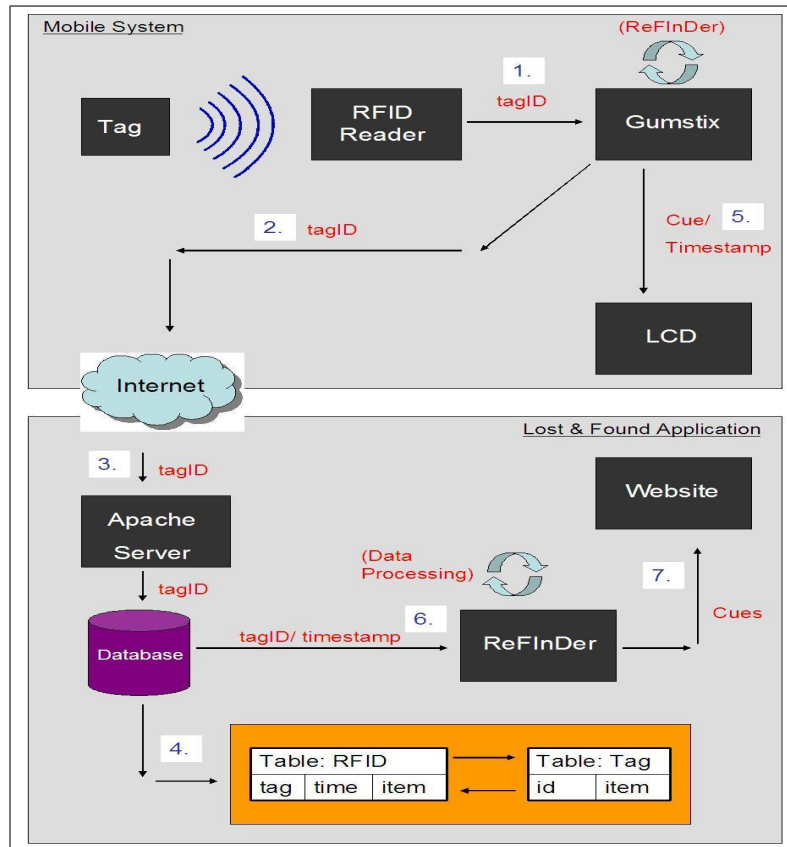 Mobile System
(ReFInDer)
1.
tagID
Tag
RFID
Reader
Gumstix
2.
tagID
Cue/
5.
Timestamp
LCD
Internet
Lost & Found Application
3.
tagID
Website
Apache
Server
(Data
Processing)
7.
tagID
6.
Cues
tagID/ timestamp
ReFInDer
Database
4.
Table: RFID
tag time item
Table: Tag
id item